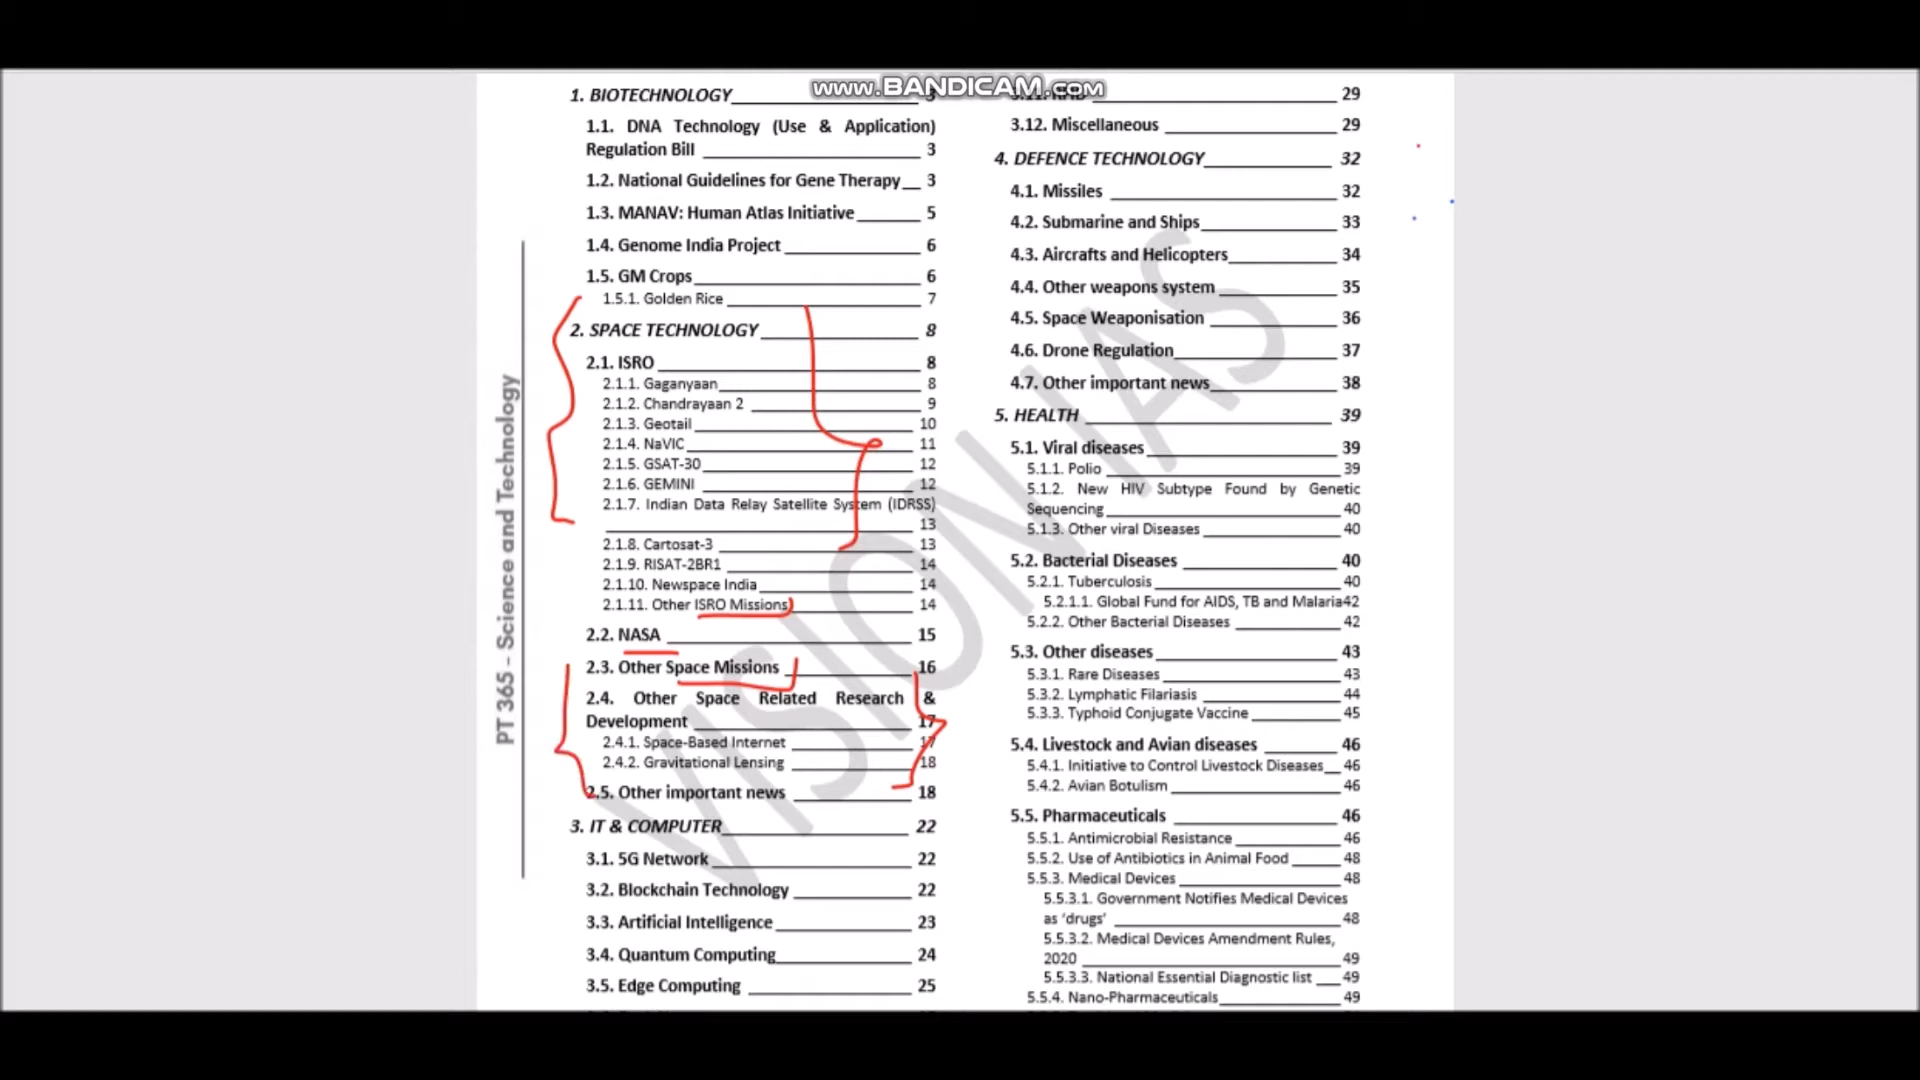 www.BANDICAM.com
PT 365 - Science and Technology
VISION IAS
1. BIOTECHNOLOGY 3
1.1. DNA Technology (Use & Application)
Regulation Bill 3
1.2. National Guidelines for Gene Therapy 3
1.3. MANAV: Human Atlas Initiative 5
1.4. Genome India Project 6
1.5. GM Crops 6
1.5.1. Golden Rice 7
2. SPACE TECHNOLOGY 8
2.1. ISRO 8
2.1.1. Gaganyaan 8
2.1.2. Chandrayaan 2 9
2.1.3. Geotail 10
2.1.4. NaVIC 11
2.1.5. GSAT-30 12
2.1.6. GEMINI 12
2.1.7. Indian Data Relay Satellite System (IDRSS)
13
2.1.8. Cartosat-3 13
2.1.9. RISAT-2BR1 14
2.1.10. Newspace India 14
2.1.11. Other ISRO Missions 14
2.2. NASA 15
2.3. Other Space Missions 16
2.4. Other Space Related Research &
Development 17
2.4.1. Space-Based Internet 17
2.4.2. Gravitational Lensing 18
2.5. Other important news 18
3. IT & COMPUTER 22
3.1. 5G Network 22
3.2. Blockchain Technology 22
3.3. Artificial Intelligence 23
3.4. Quantum Computing 24
3.5. Edge Computing 25
29
3.12. Miscellaneous 29
4. DEFENCE TECHNOLOGY 32
4.1. Missiles 32
4.2. Submarine and Ships 33
4.3. Aircrafts and Helicopters 34
4.4. Other weapons system 35
4.5. Space Weaponisation 36
4.6. Drone Regulation 37
4.7. Other important news 38
5. HEALTH 39
5.1. Viral diseases 39
5.1.1. Polio 39
5.1.2. New HIV Subtype Found by Genetic
Sequencing 40
5.1.3. Other viral Diseases 40
5.2. Bacterial Diseases 40
5.2.1. Tuberculosis 40
5.2.1.1. Global Fund for AIDS, TB and Malaria42
5.2.2. Other Bacterial Diseases 42
5.3. Other diseases 43
5.3.1. Rare Diseases 43
5.3.2. Lymphatic Filariasis 44
5.3.3. Typhoid Conjugate Vaccine 45
5.4. Livestock and Avian diseases 46
5.4.1. Initiative to Control Livestock Diseases 46
5.4.2. Avian Botulism 46
5.5. Pharmaceuticals 46
5.5.1. Antimicrobial Resistance 46
5.5.2. Use of Antibiotics in Animal Food 48
5.5.3. Medical Devices 48
5.5.3.1. Government Notifies Medical Devices
as ‘drugs’ 48
5.5.3.2. Medical Devices Amendment Rules,
2020 49
5.5.3.3. National Essential Diagnostic list 49
5.5.4. Nano-Pharmaceuticals 49